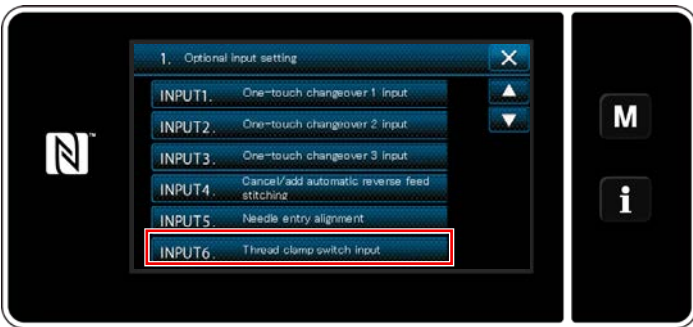 1. Optional input setting
INPUT1. One-touch changeover 1 input
INPUT2. One-touch changeover 2 input
INPUT3. One-touch changeover 3 input
INPUT4. Cancel/add automatic reverse feed
stitching
INPUT5. Needle entry alignment
INPUT6. Thread clamp switch input
N
M
i